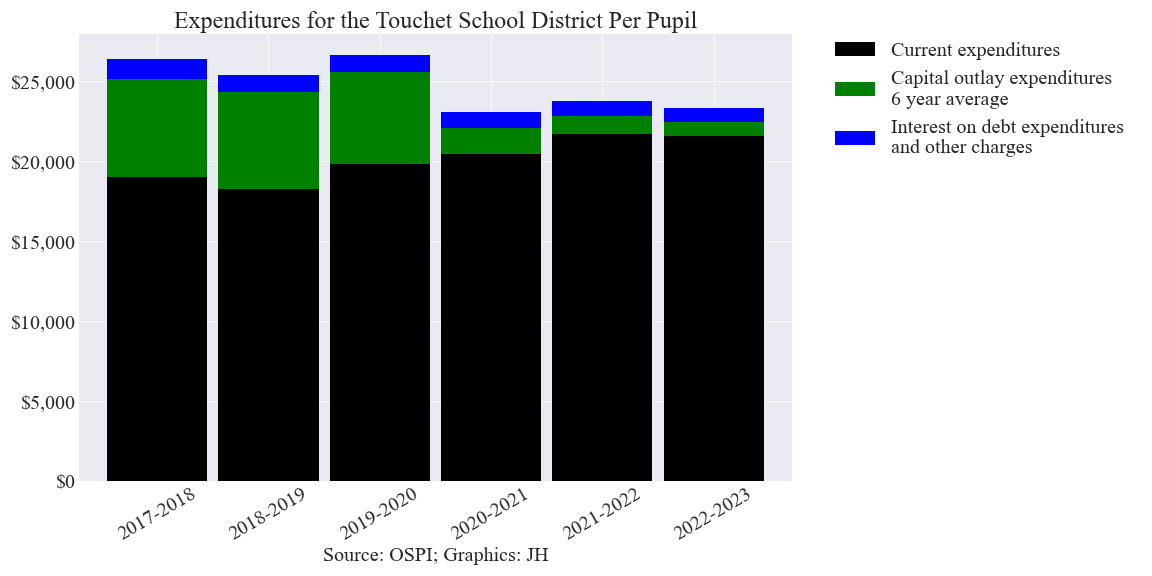 Expenditures for the Touchet School District Per Pupil
$25,000
$20,000
$15,000
$10,000
$5,000
$0
2017-2018
2018-2019
2019-2020
2020-2021
2021-2022
2022-2023
Source: OSPI; Graphics: JH
Current expenditures
Capital outlay expenditures
6 year average
Interest on debt expenditures
and other charges